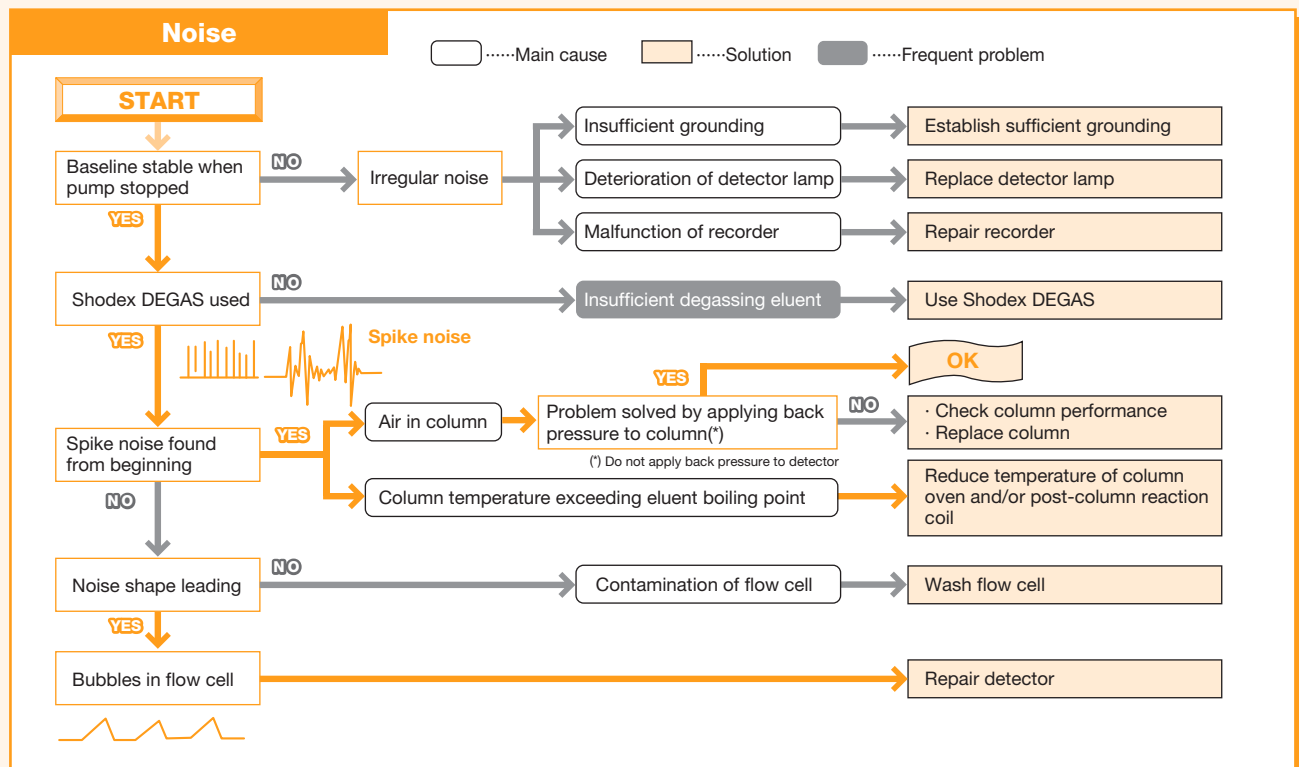 Noise
······Main cause
······Solution
······Frequent problem
START
Baseline stable when
pump stopped
NO
Irregular noise
Insufficient grounding
Establish sufficient grounding
Deterioration of detector lamp
Replace detector lamp
Malfunction of recorder
Repair recorder
YES
Shodex DEGAS used
NO
Insufficient degassing eluent
Use Shodex DEGAS
YES
Spike noise
Spike noise found
from beginning
YES
Air in column
Problem solved by applying back
pressure to column(*)
(*) Do not apply back pressure to detector
YES
OK
NO
· Check column performance
· Replace column
Column temperature exceeding eluent boiling point
Reduce temperature of column
oven and/or post-column reaction
coil
NO
Noise shape leading
NO
Contamination of flow cell
Wash flow cell
YES
Bubbles in flow cell
Repair detector